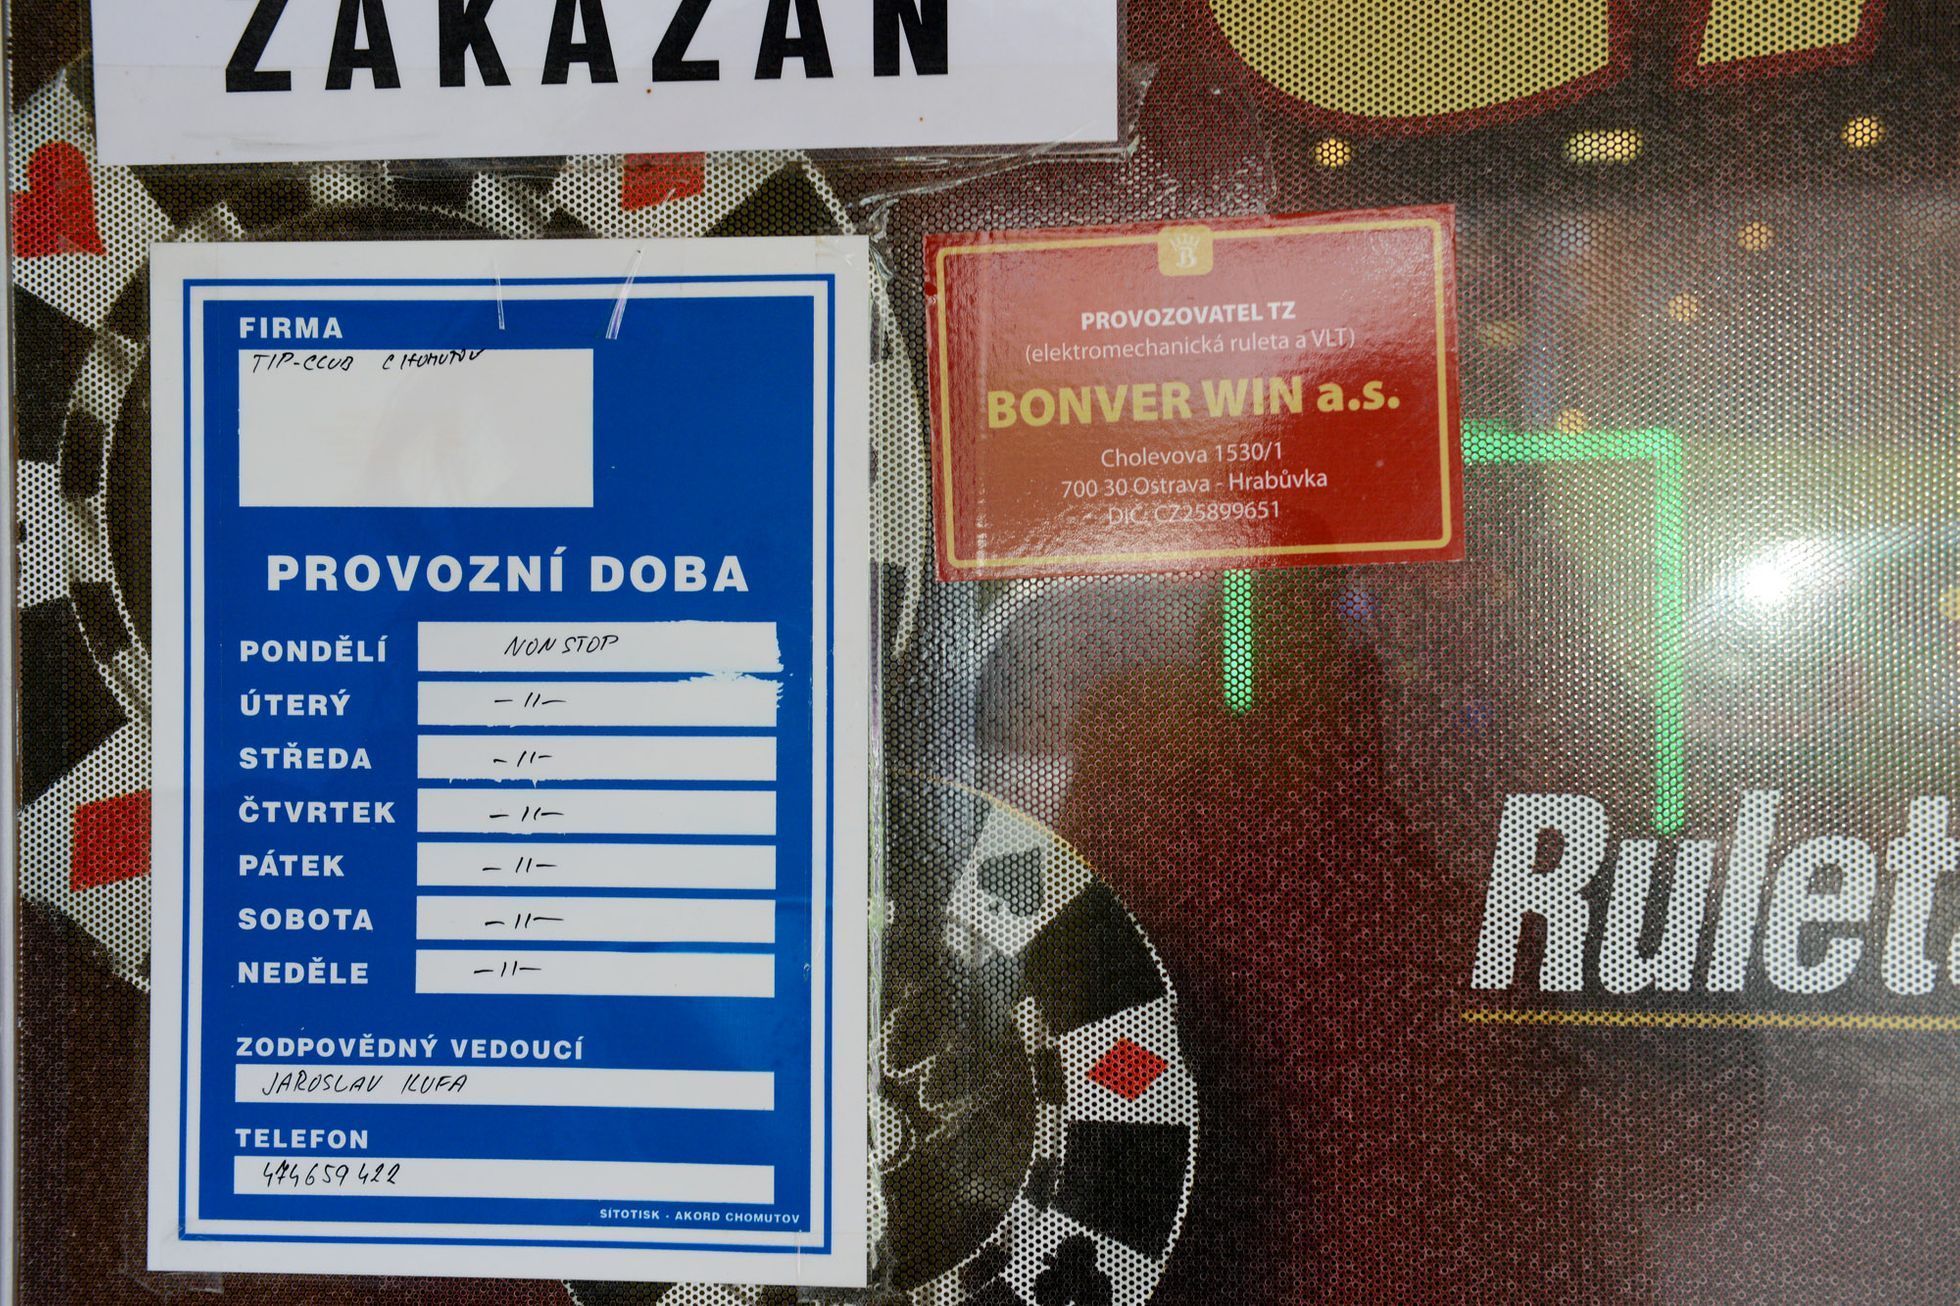 ZAKÁZÁN
FIRMA
TIP-CLUB CHOMUTOV
PROVOZNÍ DOBA
PONDĚLÍ NONSTOP
ÚTERÝ -11-
STŘEDA -11-
ČTVRTEK -11-
PÁTEK -11-
SOBOTA -11-
NEDĚLE -11-
ZODPOVĚDNÝ VEDOUCÍ
JAROSLAV KUFA
TELEFON
474659422
SÍTOTISK · AKORD CHOMUTOV
B
PROVOZOVATEL TZ
(elektromechanická ruleta a VLT)
BONVER WIN a.s.
Cholevova 1530/1
700 30 Ostrava - Hrabůvka
DIČ: CZ25899651
Rulet